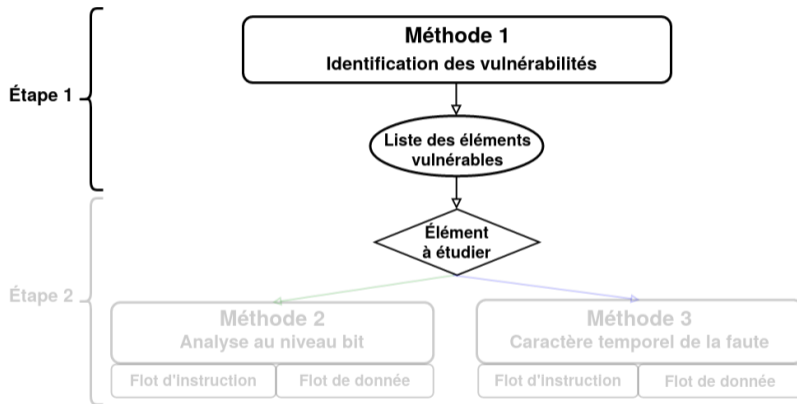 Méthode 1
Identification des vulnérabilités
Étape 1
Liste des éléments
vulnérables
Élément
à étudier
Étape 2
Méthode 2
Analyse au niveau bit
Flot d'instruction
Flot de donnée
Méthode 3
Caractère temporel de la faute
Flot d'instruction
Flot de donnée